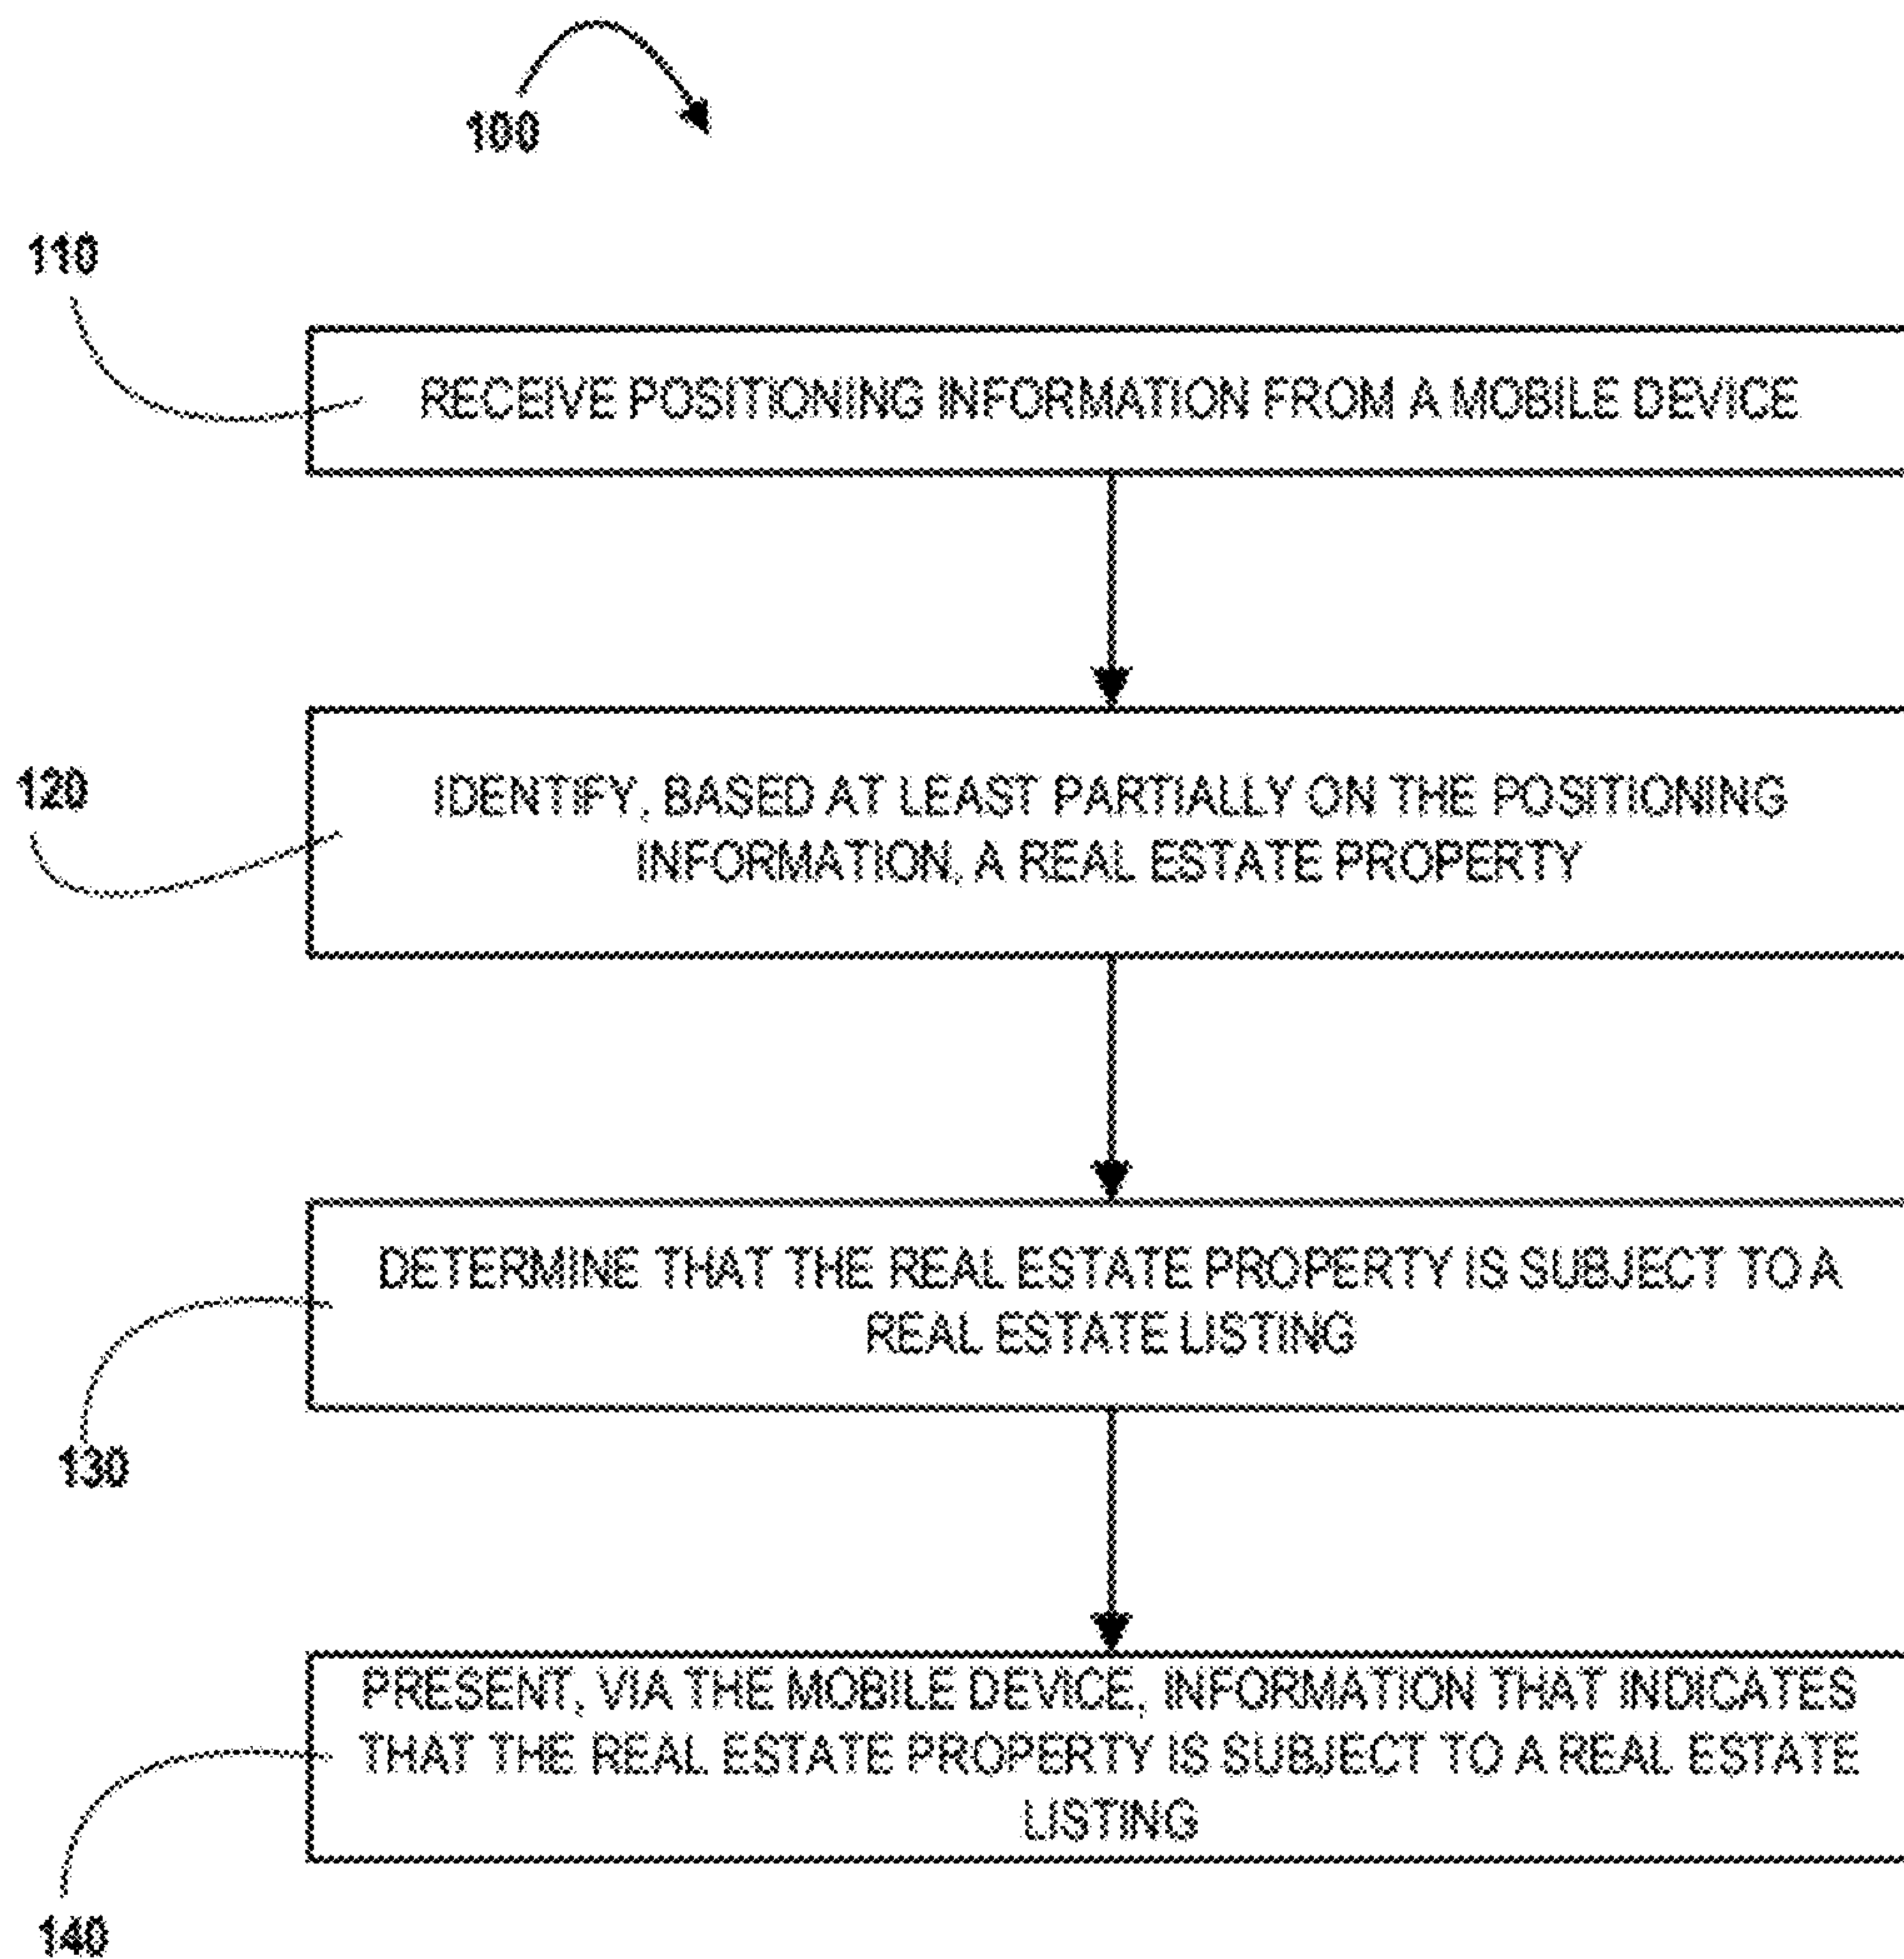 100
110
RECEIVE POSITIONING INFORMATION FROM A MOBILE DEVICE
120
IDENTIFY, BASED AT LEAST PARTIALLY ON THE POSITIONING
INFORMATION, A REAL ESTATE PROPERTY
DETERMINE THAT THE REAL ESTATE PROPERTY IS SUBJECT TO A
REAL ESTATE LISTING
130
PRESENT, VIA THE MOBILE DEVICE, INFORMATION THAT INDICATES
THAT THE REAL ESTATE PROPERTY IS SUBJECT TO A REAL ESTATE
LISTING
140